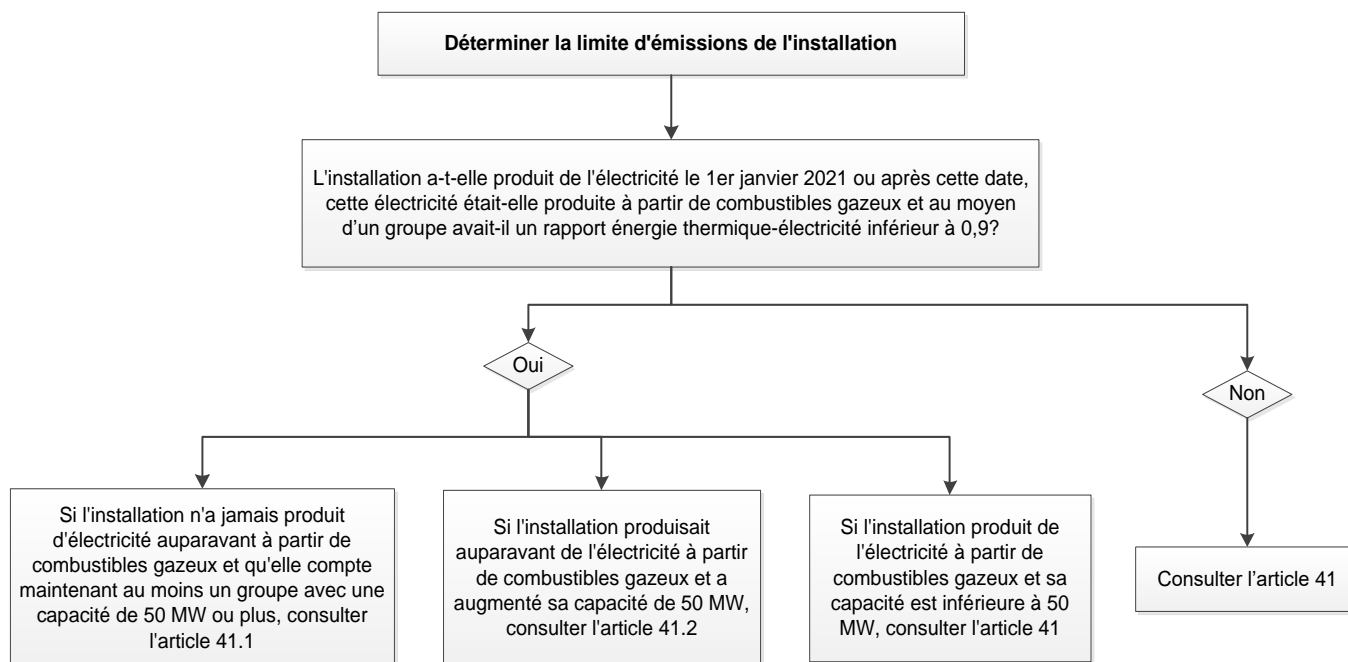 Déterminer la limite d'émissions de l'installation
L'installation a-t-elle produit de l'électricité le 1er janvier 2021 ou après cette date,
cette électricité était-elle produite à partir de combustibles gazeux et au moyen
d’un groupe avait-il un rapport énergie thermique-électricité inférieur à 0,9?
Oui
Non
Si l'installation n'a jamais produit
d'électricité auparavant à partir de
combustibles gazeux et qu'elle compte
maintenant au moins un groupe avec une
capacité de 50 MW ou plus, consulter
l'article 41.1
Si l'installation produisait
auparavant de l'électricité à partir
de combustibles gazeux et a
augmenté sa capacité de 50 MW,
consulter l'article 41.2
Si l'installation produit de
l'électricité à partir de
combustibles gazeux et sa
capacité est inférieure à 50
MW, consulter l'article 41
Consulter l’article 41